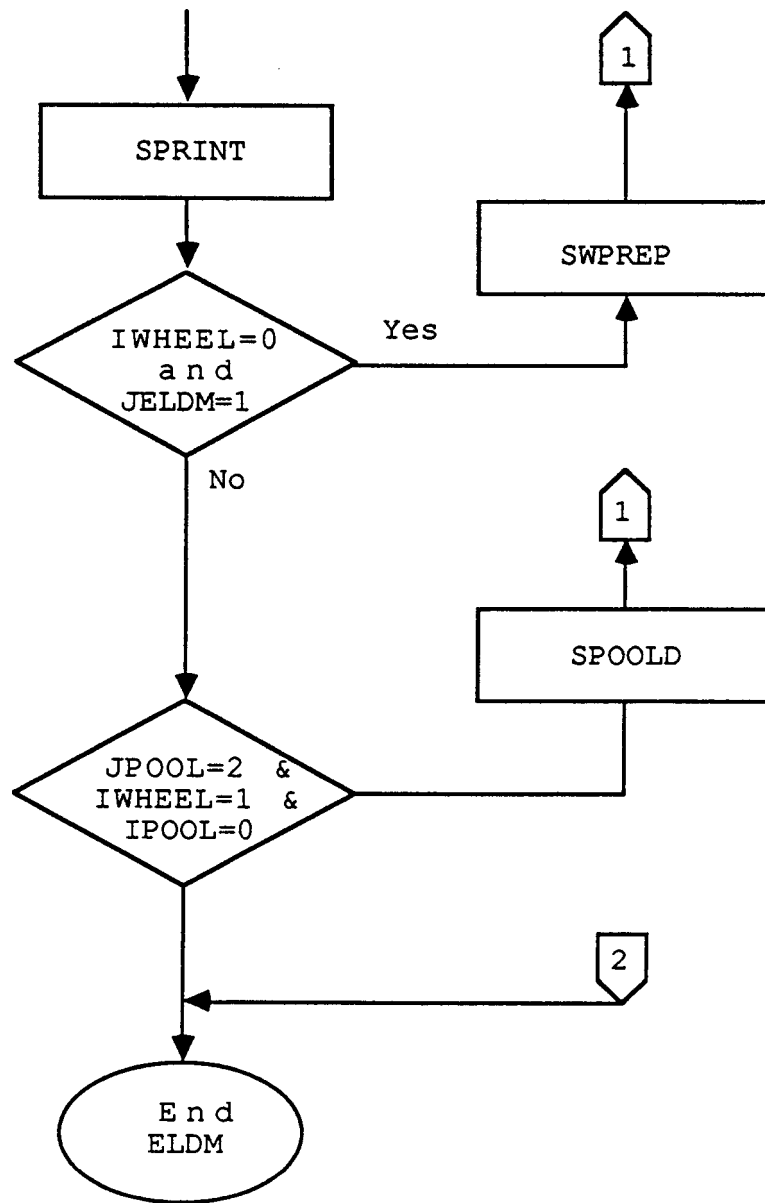 1
SPRINT
SWPREP
IWHEEL=0
and
JELDM=1
Yes
No
1
SPOOLD
JPOOL=2 &
IWHEEL=1 &
IPOOL=0
2
End
ELDM